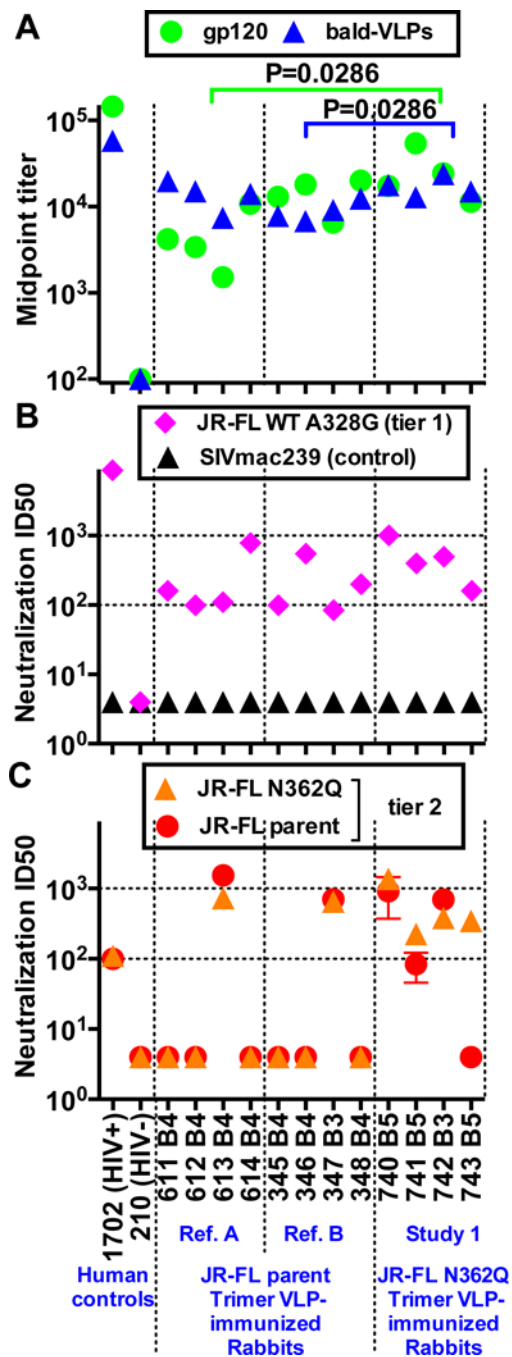 A
gp120 bald-VLPs
P=0.0286
P=0.0286
Midpoint titer
10^5
10^4
10^3
10^2
B
JR-FL WT A328G (tier 1)
SIVmac239 (control)
Neutralization ID50
10^3
10^2
10^1
10^0
C
JR-FL N362Q
JR-FL parent
tier 2
Neutralization ID50
10^3
10^2
10^1
10^0
1702 (HIV+)
210 (HIV-)
611 B4
612 B4
613 B4
614 B4
345 B4
346 B4
347 B3
348 B4
740 B5
741 B5
742 B3
743 B5
Ref. A Ref. B Study 1
Human controls
JR-FL parent
Trimer VLP-
immunized
Rabbits
JR-FL N362Q
Trimer VLP-
immunized
Rabbits